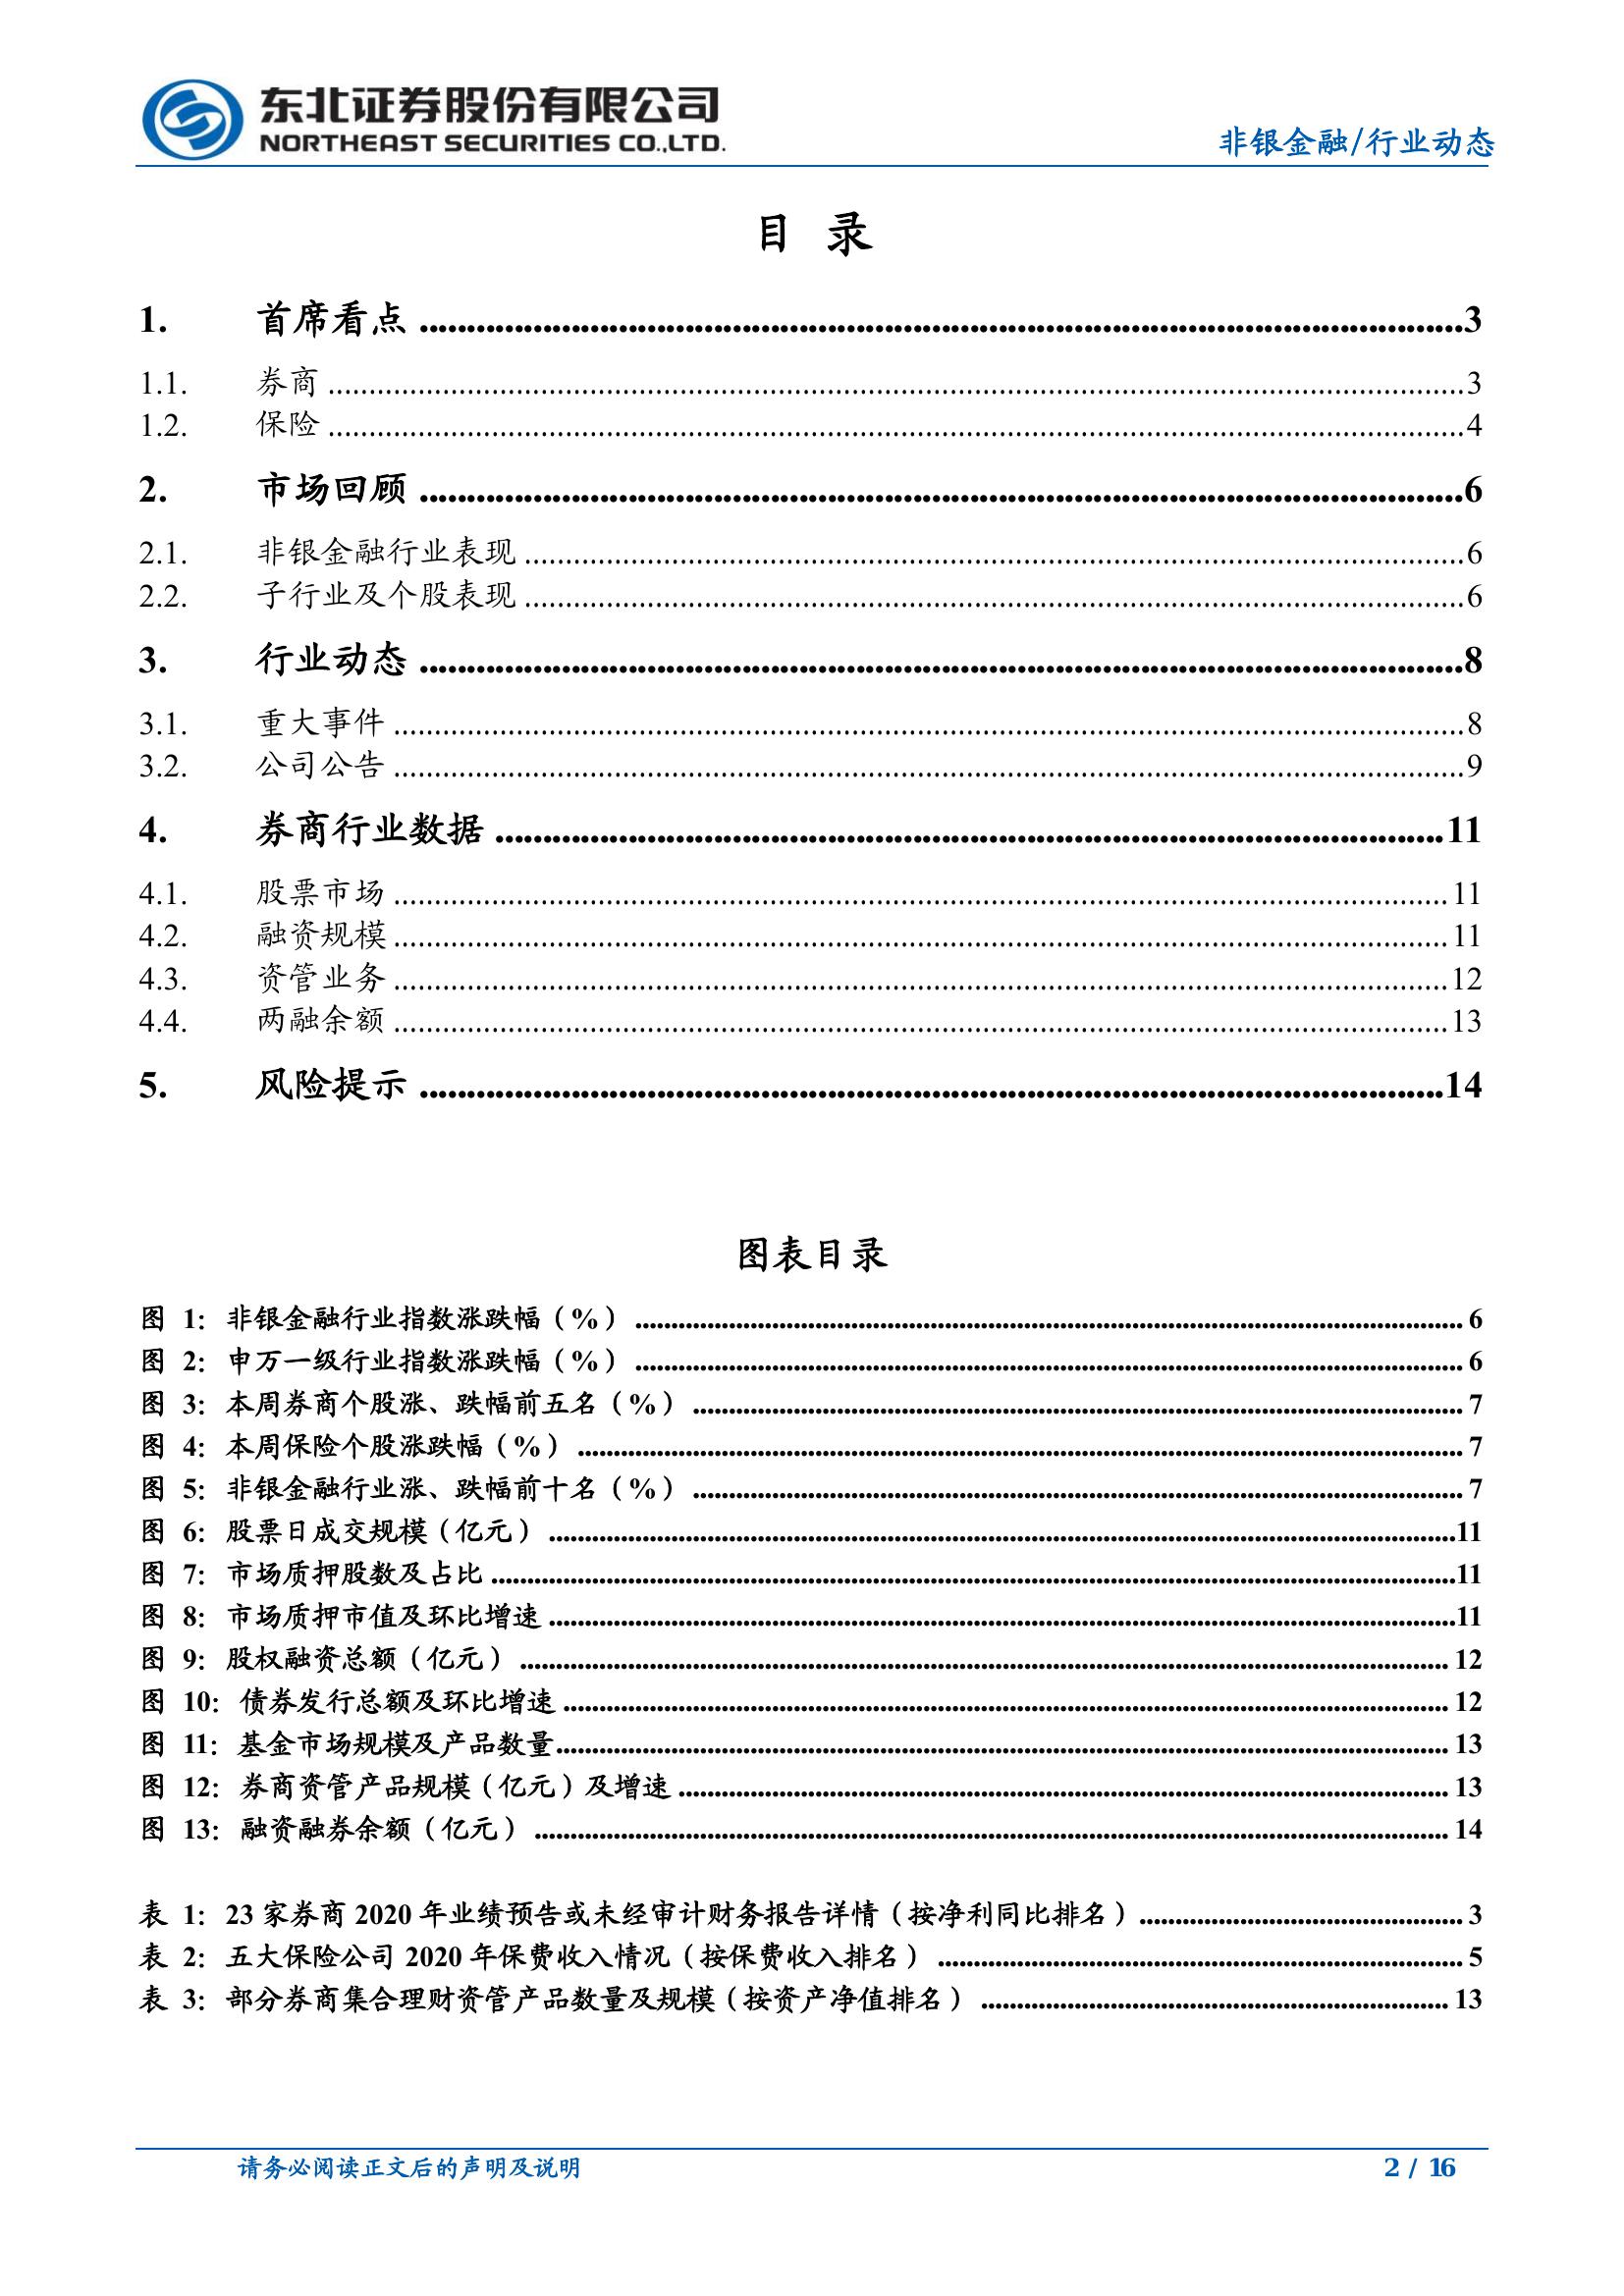 东北证券股份有限公司
NORTHEAST SECURITIES CO.,LTD.
非银金融/行业动态
目 录
1. 首席看点 ........ 3
1.1. 券商 ........ 3
1.2. 保险 ........ 4
2. 市场回顾 ........ 6
2.1. 非银金融行业表现 ........ 6
2.2. 子行业及个股表现 ........ 6
3. 行业动态 ........ 8
3.1. 重大事件 ........ 8
3.2. 公司公告 ........ 9
4. 券商行业数据 ........ 11
4.1. 股票市场 ........ 11
4.2. 融资规模 ........ 11
4.3. 资管业务 ........ 12
4.4. 两融余额 ........ 13
5. 风险提示 ........ 14
图表目录
图 1：非银金融行业指数涨跌幅（%） ........ 6
图 2：申万一级行业指数涨跌幅（%） ........ 6
图 3：本周券商个股涨、跌幅前五名（%） ........ 7
图 4：本周保险个股涨跌幅（%） ........ 7
图 5：非银金融行业涨、跌幅前十名（%） ........ 7
图 6：股票日成交规模（亿元） ........ 11
图 7：市场质押股数及占比 ........ 11
图 8：市场质押市值及环比增速 ........ 11
图 9：股权融资总额（亿元） ........ 12
图 10：债券发行总额及环比增速 ........ 12
图 11：基金市场规模及产品数量 ........ 13
图 12：券商资管产品规模（亿元）及增速 ........ 13
图 13：融资融券余额（亿元） ........ 14
表 1：23 家券商 2020 年业绩预告或未经审计财务报告详情（按净利同比排名） ........ 3
表 2：五大保险公司 2020 年保费收入情况（按保费收入排名） ........ 5
表 3：部分券商集合理财资管产品数量及规模（按资产净值排名） ........ 13
请务必阅读正文后的声明及说明
2 / 16